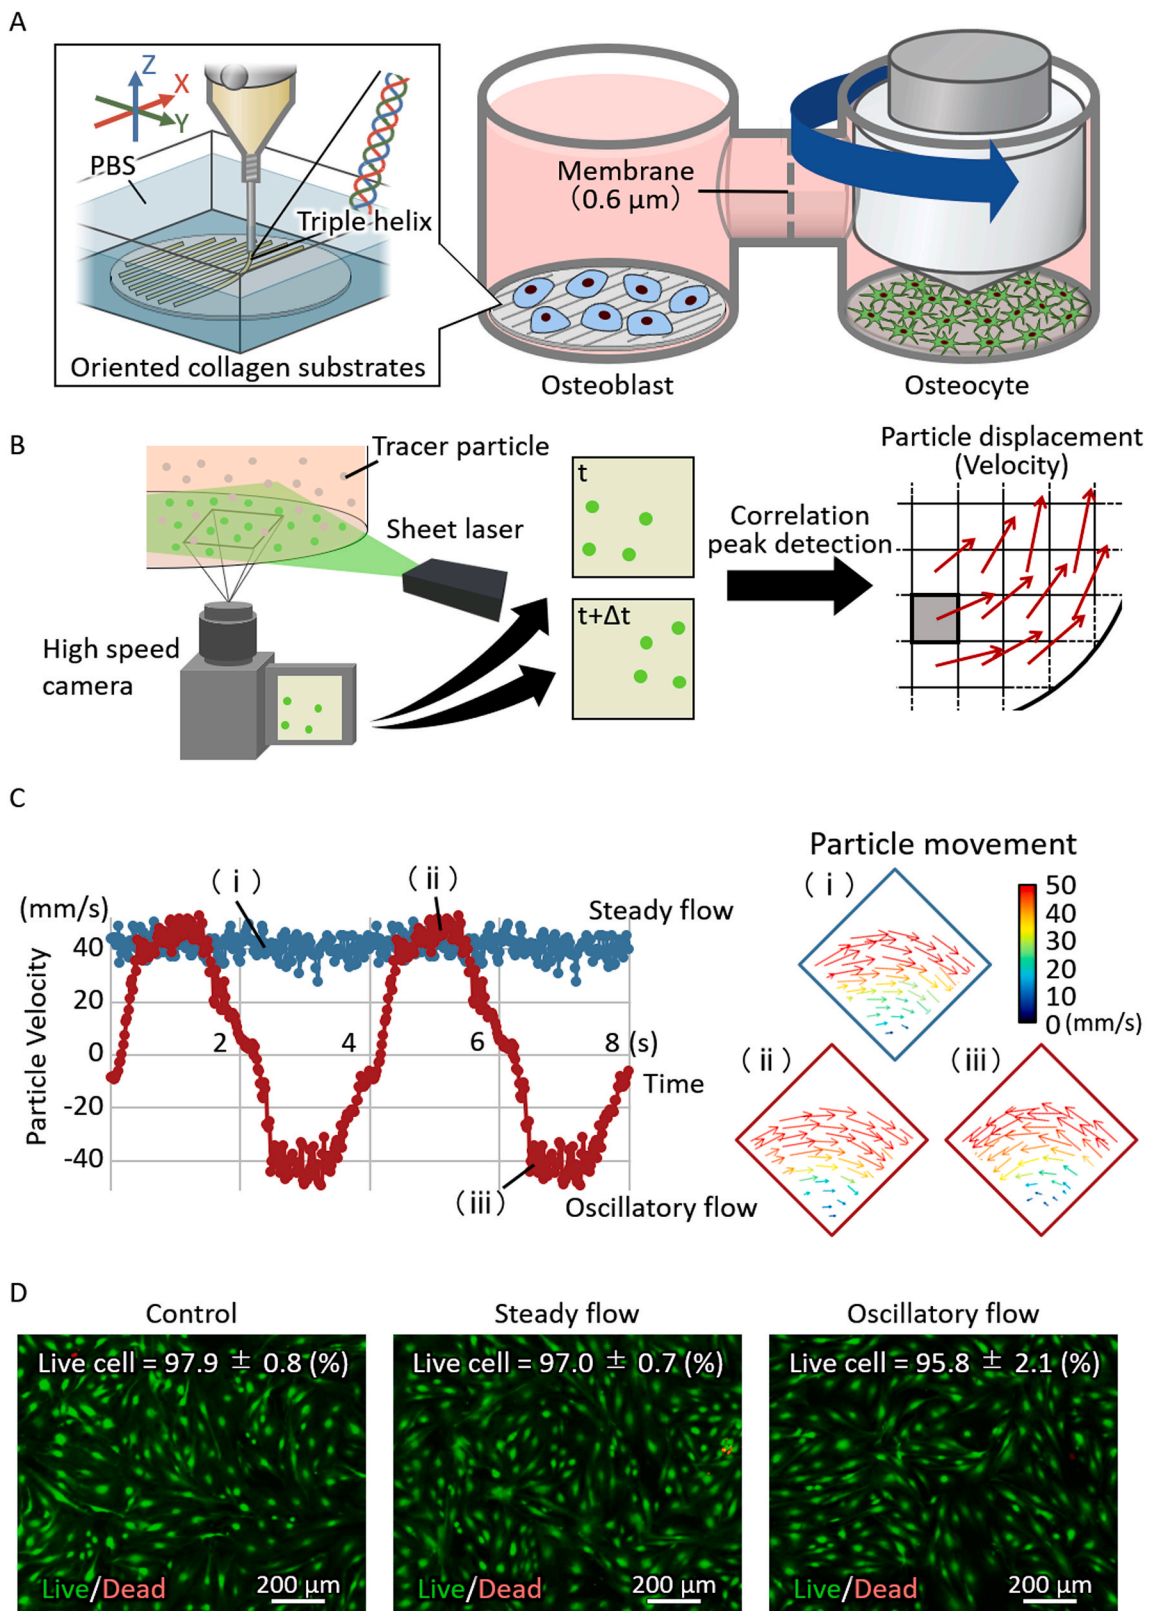 A
Z
X
Y
PBS
Triple helix
Oriented collagen substrates
Membrane
(0.6 μm)
Osteoblast
Osteocyte
B
Tracer particle
Sheet laser
High speed
camera
t
t+Δt
Correlation
peak detection
Particle displacement
(Velocity)
C
(mm/s)
Particle Velocity
40
20
0
-20
-40
2
4
6
8 (s)
Time
(i)
(ii)
(iii)
Steady flow
Oscillatory flow
Particle movement
(i)
50
40
30
20
10
0 (mm/s)
(ii)
(iii)
D
Control
Live cell = 97.9 ± 0.8 (%)
Live/Dead
200 μm
Steady flow
Live cell = 97.0 ± 0.7 (%)
Live/Dead
200 μm
Oscillatory flow
Live cell = 95.8 ± 2.1 (%)
Live/Dead
200 μm